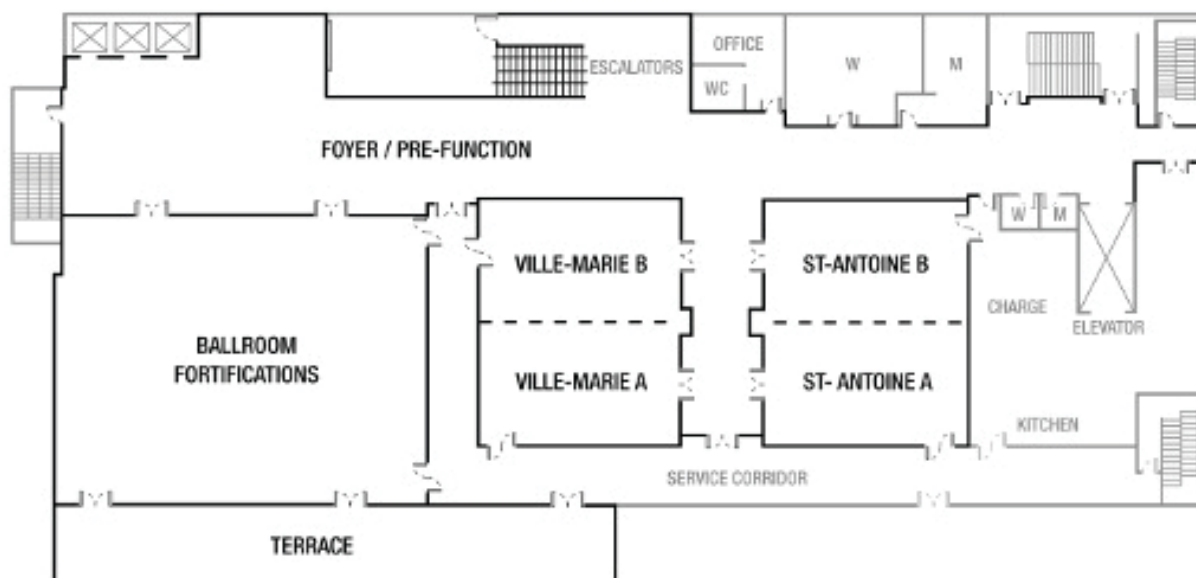 OFFICE
ESCALATORS
W
M
WC
FOYER / PRE-FUNCTION
W
M
VILLE-MARIE B
ST-ANTOINE B
CHARGE
ELEVATOR
BALLROOM
FORTIFICATIONS
VILLE-MARIE A
ST- ANTOINE A
KITCHEN
SERVICE CORRIDOR
TERRACE